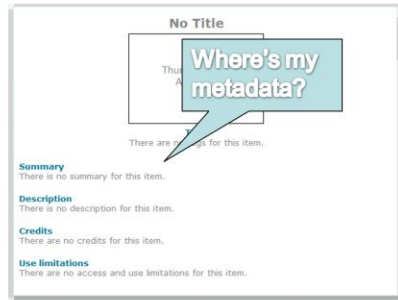 No Title
Where's my
metadata?
There are no for this item.
Summary
There is no summary for this item.
Description
There is no description for this item.
Credits
There are no credits for this item.
Use limitations
There are no access and use limitations for this item.